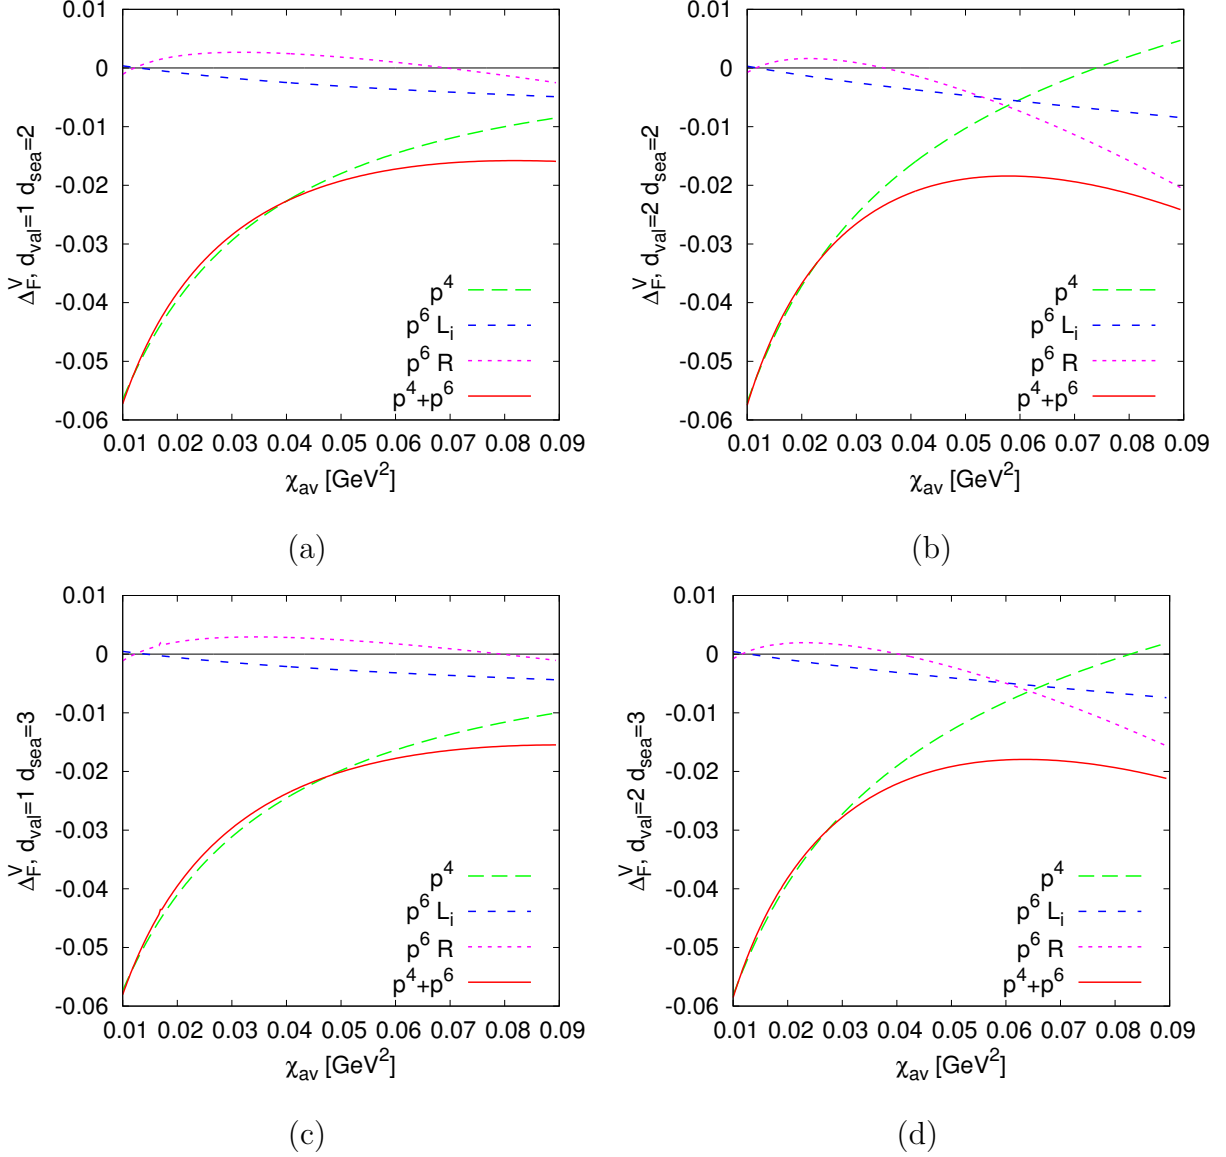 0.01
0
-0.01
-0.02
-0.03
-0.04
-0.05
-0.06
0.01 0.02 0.03 0.04 0.05 0.06 0.07 0.08 0.09
Δ_F^V, d_val=1 d_sea=2
χ_av [GeV^2]
p^4
p^6 L_i
p^6 R
p^4+p^6
(a)
0.01
0
-0.01
-0.02
-0.03
-0.04
-0.05
-0.06
0.01 0.02 0.03 0.04 0.05 0.06 0.07 0.08 0.09
Δ_F^V, d_val=2 d_sea=2
χ_av [GeV^2]
p^4
p^6 L_i
p^6 R
p^4+p^6
(b)
0.01
0
-0.01
-0.02
-0.03
-0.04
-0.05
-0.06
0.01 0.02 0.03 0.04 0.05 0.06 0.07 0.08 0.09
Δ_F^V, d_val=1 d_sea=3
χ_av [GeV^2]
p^4
p^6 L_i
p^6 R
p^4+p^6
(c)
0.01
0
-0.01
-0.02
-0.03
-0.04
-0.05
-0.06
0.01 0.02 0.03 0.04 0.05 0.06 0.07 0.08 0.09
Δ_F^V, d_val=2 d_sea=3
χ_av [GeV^2]
p^4
p^6 L_i
p^6 R
p^4+p^6
(d)